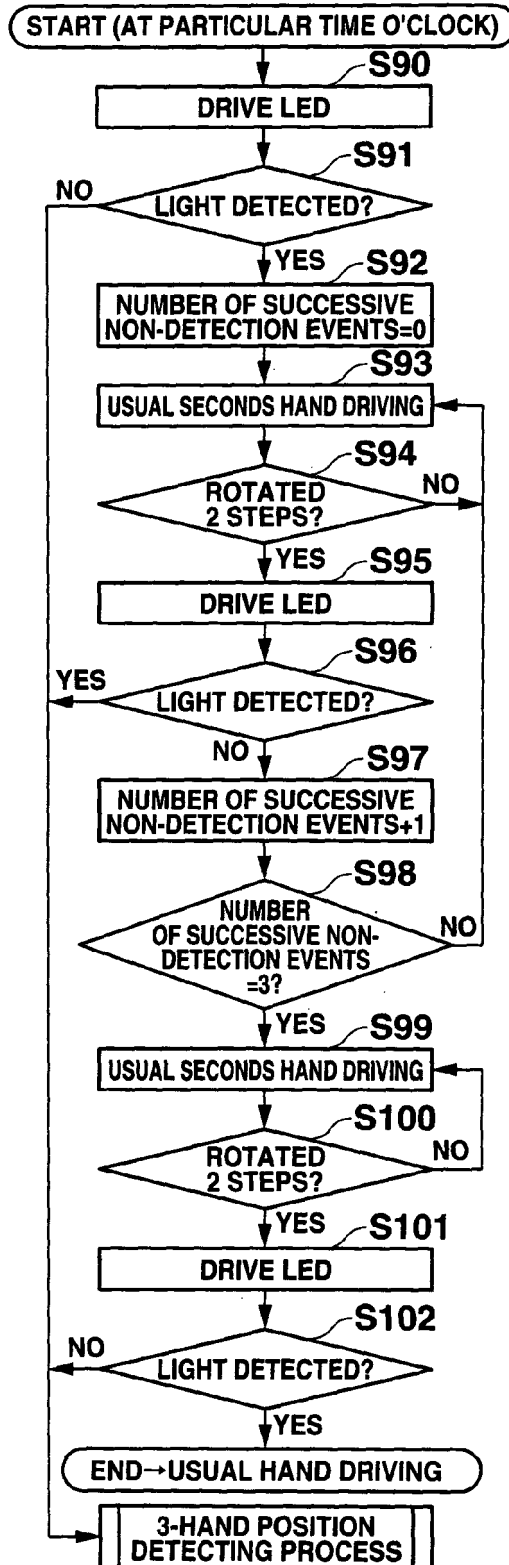 START (AT PARTICULAR TIME O'CLOCK)
S90
DRIVE LED
S91
NO
LIGHT DETECTED?
YES
S92
NUMBER OF SUCCESSIVE
NON-DETECTION EVENTS=0
S93
USUAL SECONDS HAND DRIVING
S94
ROTATED
2 STEPS?
NO
YES
S95
DRIVE LED
S96
YES
LIGHT DETECTED?
NO
S97
NUMBER OF SUCCESSIVE
NON-DETECTION EVENTS+1
S98
NUMBER
OF SUCCESSIVE NON-
DETECTION EVENTS
=3?
NO
YES
S99
USUAL SECONDS HAND DRIVING
S100
ROTATED
2 STEPS?
NO
YES
S101
DRIVE LED
S102
NO
LIGHT DETECTED?
YES
END→USUAL HAND DRIVING
3-HAND POSITION
DETECTING PROCESS